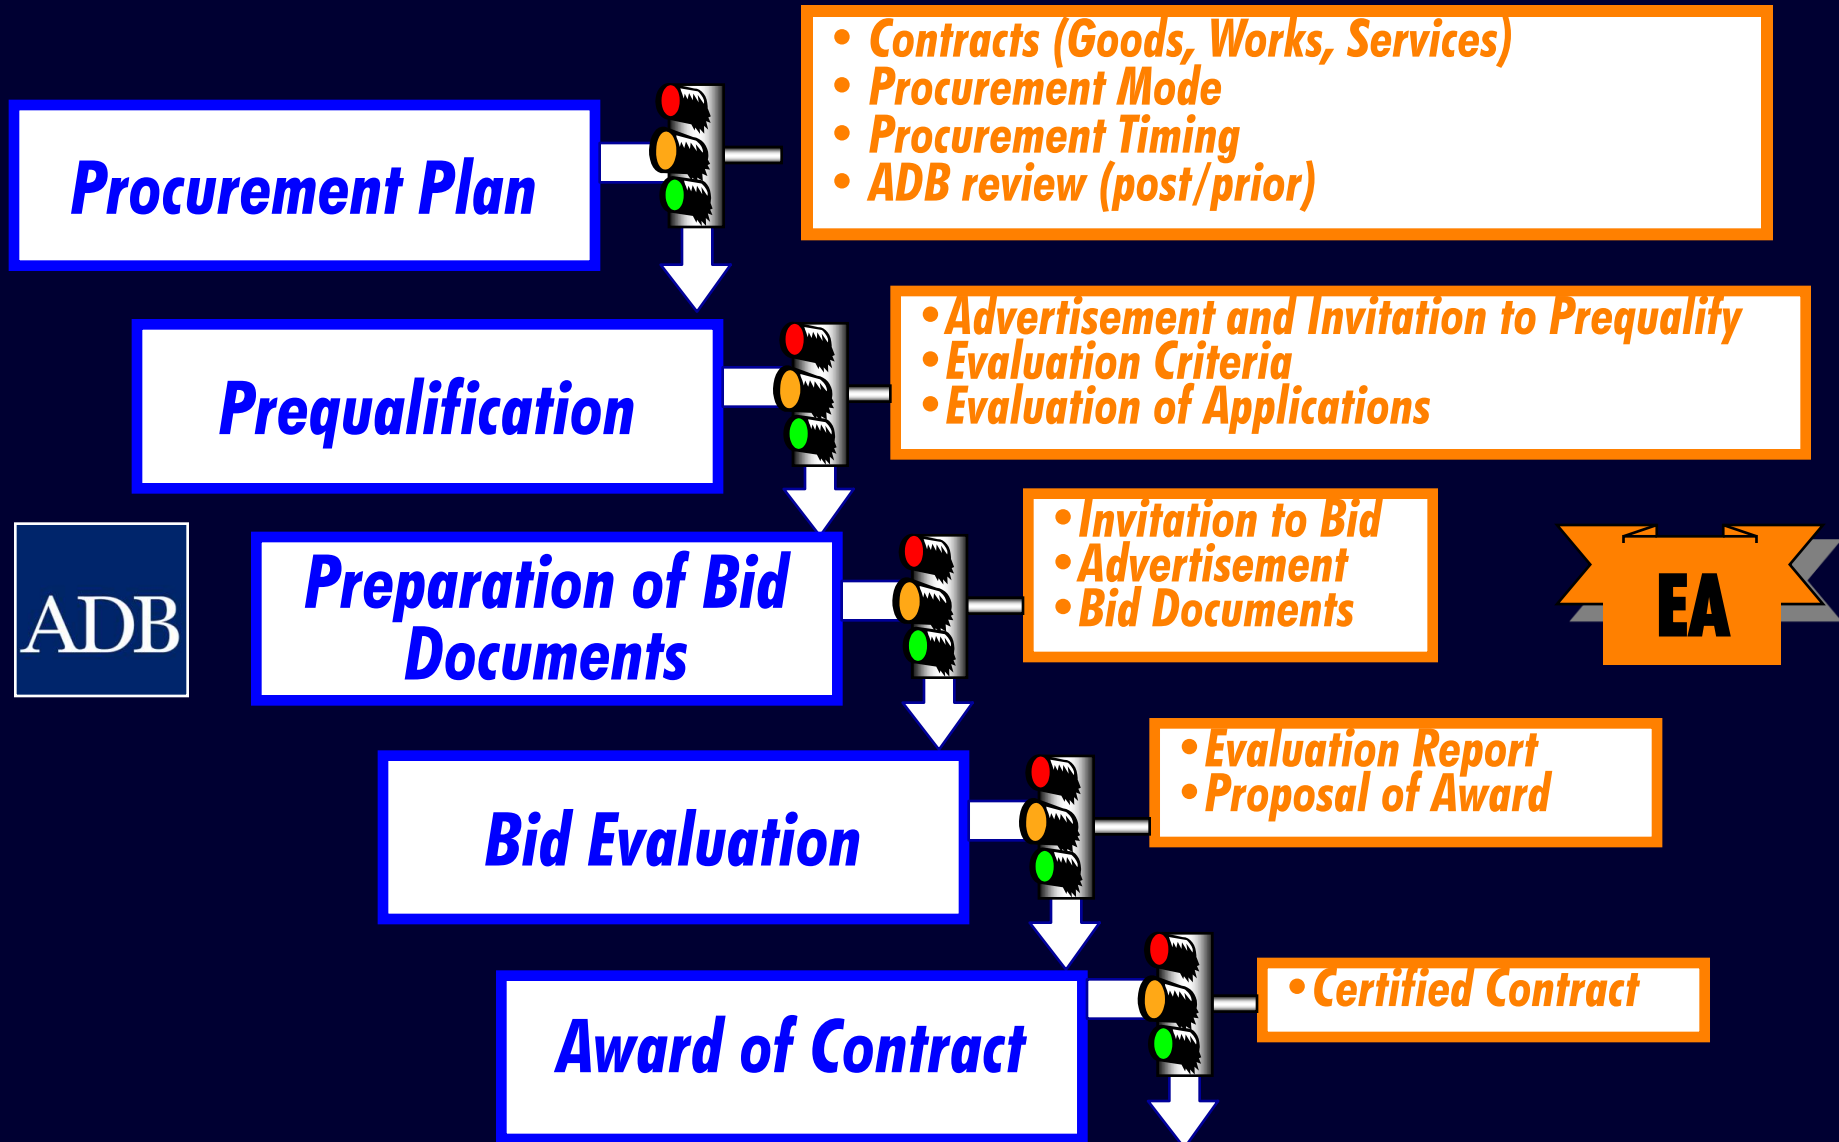 Procurement Plan
• Contracts (Goods, Works, Services)
• Procurement Mode
• Procurement Timing
• ADB review (post/prior)
Prequalification
• Advertisement and Invitation to Prequalify
• Evaluation Criteria
• Evaluation of Applications
ADB
Preparation of Bid
Documents
• Invitation to Bid
• Advertisement
• Bid Documents
EA
Bid Evaluation
• Evaluation Report
• Proposal of Award
Award of Contract
• Certified Contract